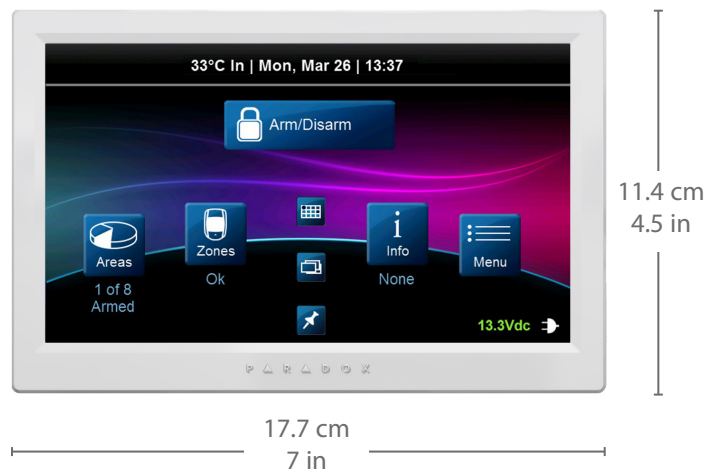 33°C In | Mon, Mar 26 | 13:37
Arm/Disarm
Areas
1 of 8
Armed
Zones
Ok
i
Info
None
Menu
13.3Vdc
PARADOX
11.4 cm
4.5 in
17.7 cm
7 in